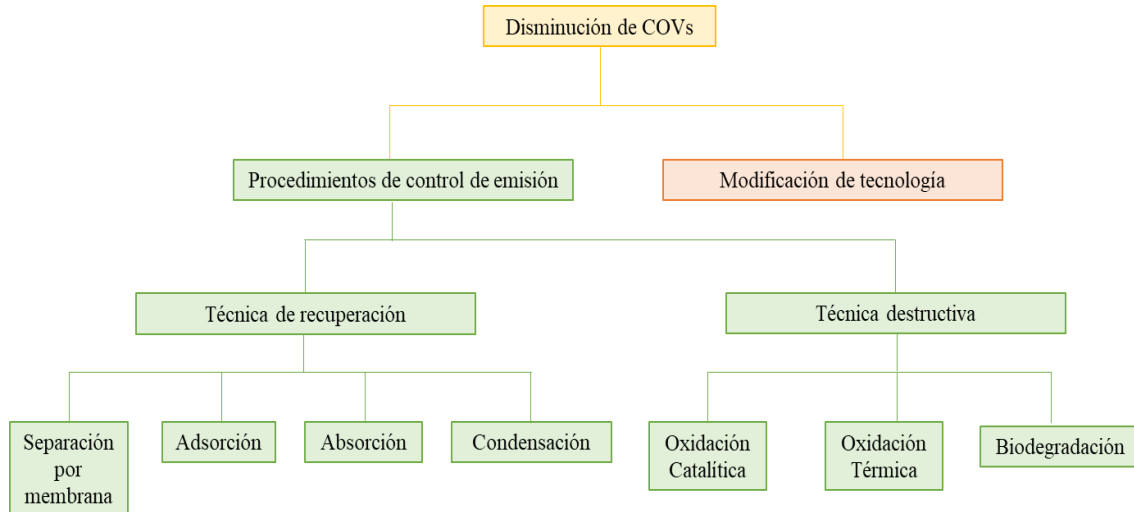 Disminución de COVs
Procedimientos de control de emisión
Modificación de tecnología
Técnica de recuperación
Técnica destructiva
Separación
por
membrana
Adsorción
Absorción
Condensación
Oxidación
Catalítica
Oxidación
Térmica
Biodegradación